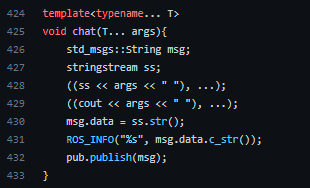 424 template<typename... T>
425 void chat(T... args){
426 std_msgs::String msg;
427 stringstream ss;
428 ((ss << args << " "), ...);
429 ((cout << args << " "), ...);
430 msg.data = ss.str();
431 ROS_INFO("%s", msg.data.c_str());
432 pub.publish(msg);
433 }